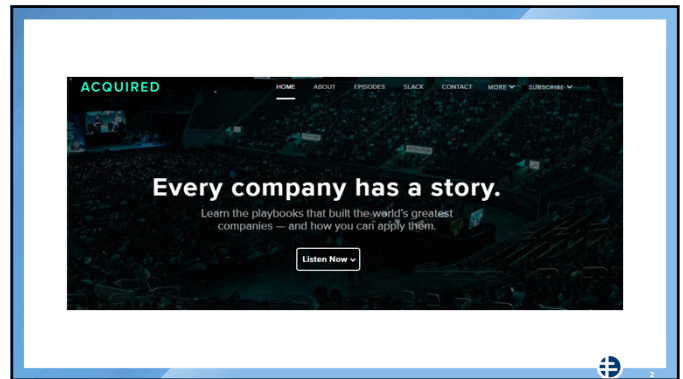 ACQUIRED
HOME ABOUT EPISODES SLACK CONTACT MORE SUBSCRIBE
Every company has a story.
Learn the playbooks that built the world's greatest
companies — and how you can apply them.
Listen Now
2